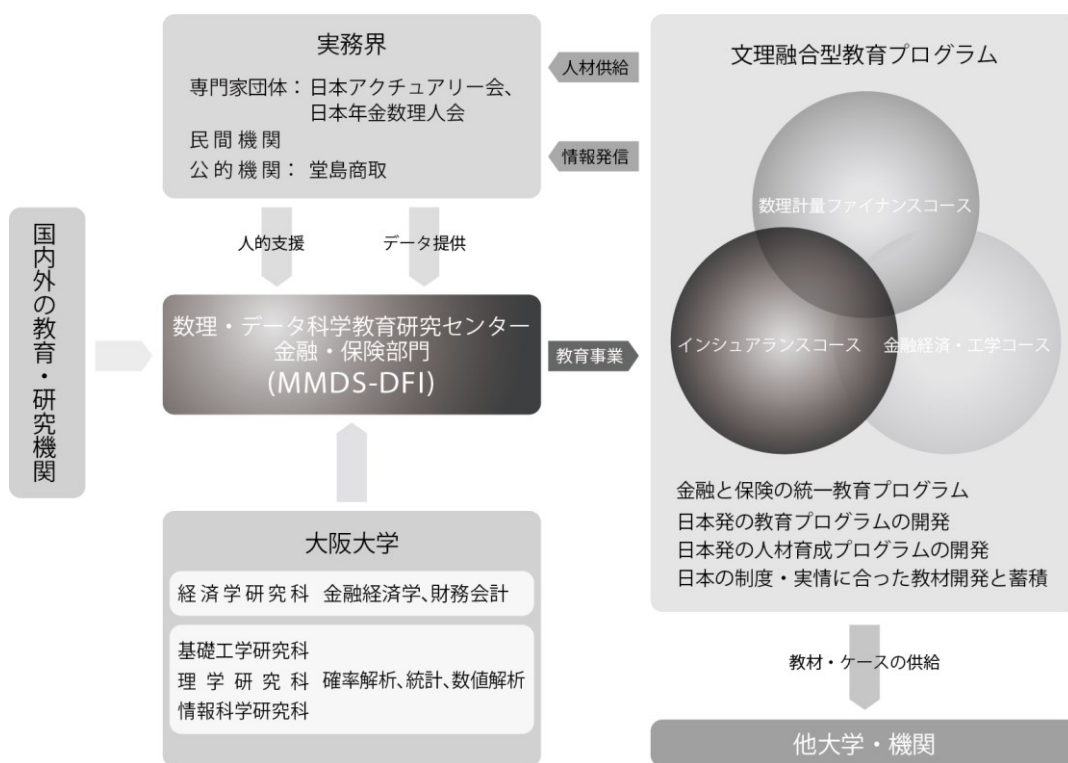 実務界
専門家団体：日本アクチュアリー会、
日本年金数理人会
民間機関
公的機関：堂島商取
人材供給
情報発信
国内外の教育・研究機関
人的支援
データ提供
数理・データ科学教育研究センター
金融・保険部門
(MMDS-DFI)
教育事業
大阪大学
経済学研究科 金融経済学、財務会計
基礎工学研究科
理学研究科 確率解析、統計、数値解析
情報科学研究科
文理融合型教育プログラム
数理計量ファイナンスコース
インシュアランスコース
金融経済・工学コース
金融と保険の統一教育プログラム
日本発の教育プログラムの開発
日本発の人材育成プログラムの開発
日本の制度・実情に合った教材開発と蓄積
教材・ケースの供給
他大学・機関